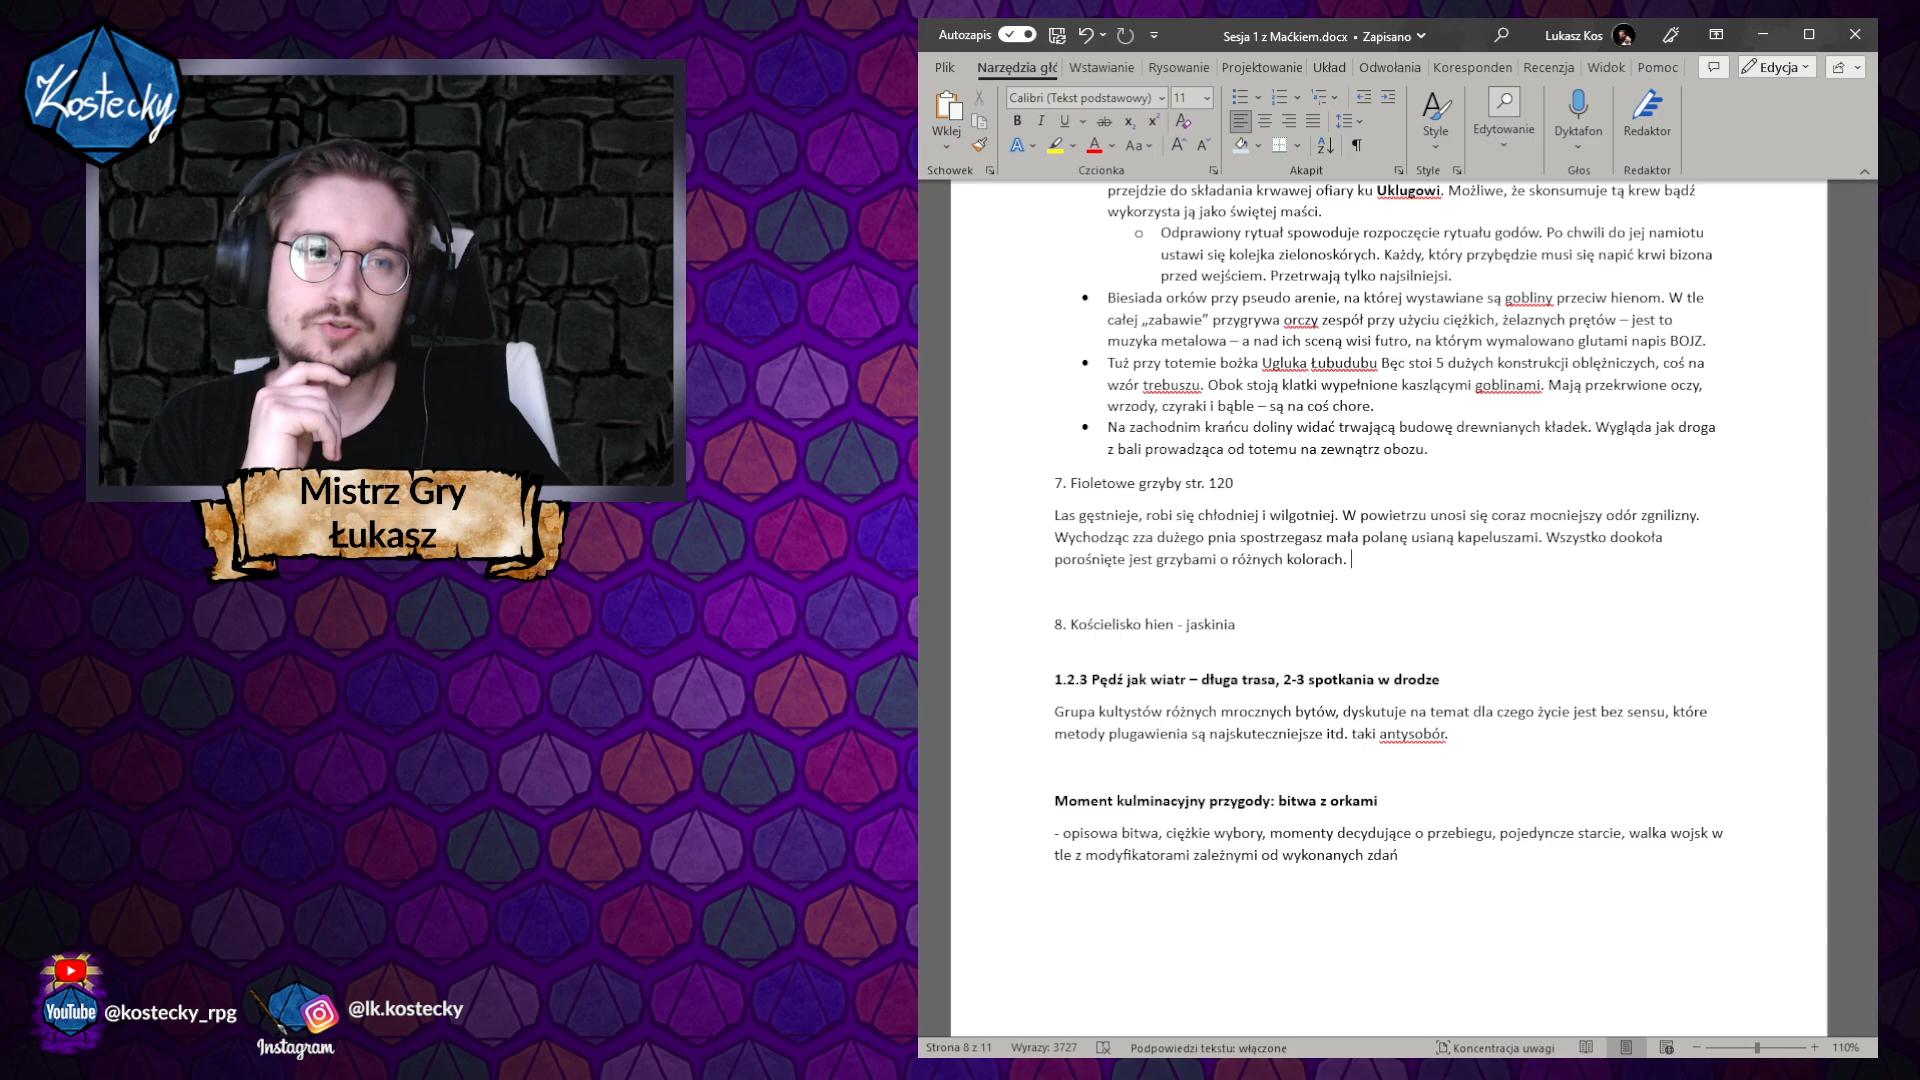 Kostecky
Mistrz Gry
Łukasz
YouTube
@kostecky_rpg
Instagram
@lk.kostecky
Autozapis
Sesja 1 z Maćkiem.docx • Zapisano
Lukasz Kos
Plik Narzędzia głć Wstawianie Rysowanie Projektowanie Układ Odwołania Koresponden Recenzja Widok Pomoc Edycja
Wklej
Calibri (Tekst podstawowy) 11
Style
Edytowanie
Dyktafon
Redaktor
Schowek Czcionka Akapit Style Głos Redaktor
przejdzie do składania krwawej ofiary ku Uklugowi. Możliwe, że skonsumuje tą krew bądź
wykorzysta ją jako świętej maści.
o Odprawiony rytuał spowoduje rozpoczęcie rytuału godów. Po chwili do jej namiotu
ustawi się kolejka zielonoskórych. Każdy, który przybędzie musi się napić krwi bizona
przed wejściem. Przetrwają tylko najsilniejsi.
• Biesiada orków przy pseudo arenie, na której wystawiane są gobliny przeciw hienom. W tle
całej „zabawie” przygrywa orczy zespół przy użyciu ciężkich, żelaznych prętów – jest to
muzyka metalowa – a nad ich sceną wisi futro, na którym wymalowano glutami napis BOJZ.
• Tuż przy totemie bożka Ugluka Łubudubu Bęc stoi 5 dużych konstrukcji oblężniczych, coś na
wzór trebuszu. Obok stoją klatki wypełnione kaszlącymi goblinami. Mają przekrwione oczy,
wrzody, czyraki i bąble – są na coś chore.
• Na zachodnim krańcu doliny widać trwającą budowę drewnianych kładek. Wygląda jak droga
z bali prowadząca od totemu na zewnątrz obozu.
7. Fioletowe grzyby str. 120
Las gęstnieje, robi się chłodniej i wilgotniej. W powietrzu unosi się coraz mocniejszy odór zgnilizny.
Wychodząc zza dużego pnia spostrzegasz mała polanę usianą kapeluszami. Wszystko dookoła
porośnięte jest grzybami o różnych kolorach.
8. Kościelisko hien - jaskinia
1.2.3 Pędź jak wiatr – długa trasa, 2-3 spotkania w drodze
Grupa kultystów różnych mrocznych bytów, dyskutuje na temat dla czego życie jest bez sensu, które
metody plugawienia są najskuteczniejsze itd. taki antysobór.
Moment kulminacyjny przygody: bitwa z orkami
- opisowa bitwa, ciężkie wybory, momenty decydujące o przebiegu, pojedyncze starcie, walka wojsk w
tle z modyfikatorami zależnymi od wykonanych zdań
Strona 8 z 11 Wyrazy: 3727 Podpowiedzi tekstu: włączone Koncentracja uwagi 110%